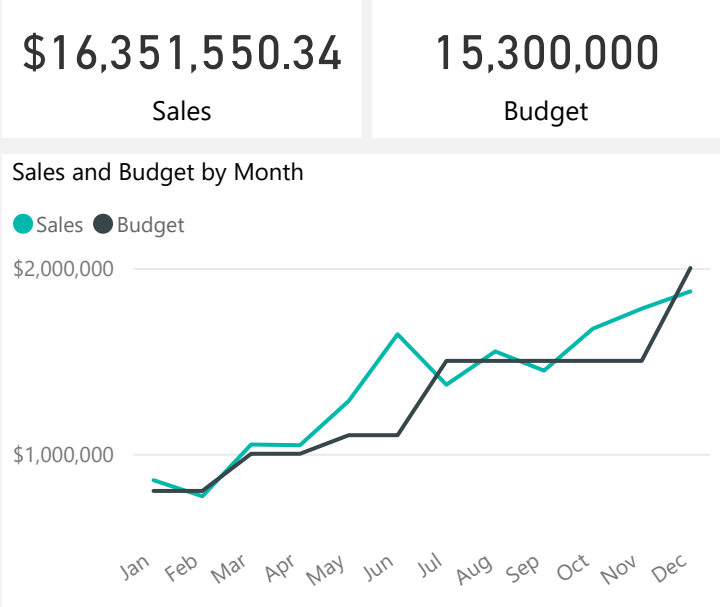 $16,351,550.34
Sales
15,300,000
Budget
Sales and Budget by Month
Sales Budget
$2,000,000
$1,000,000
Jan Feb Mar Apr May Jun Jul Aug Sep Oct Nov Dec